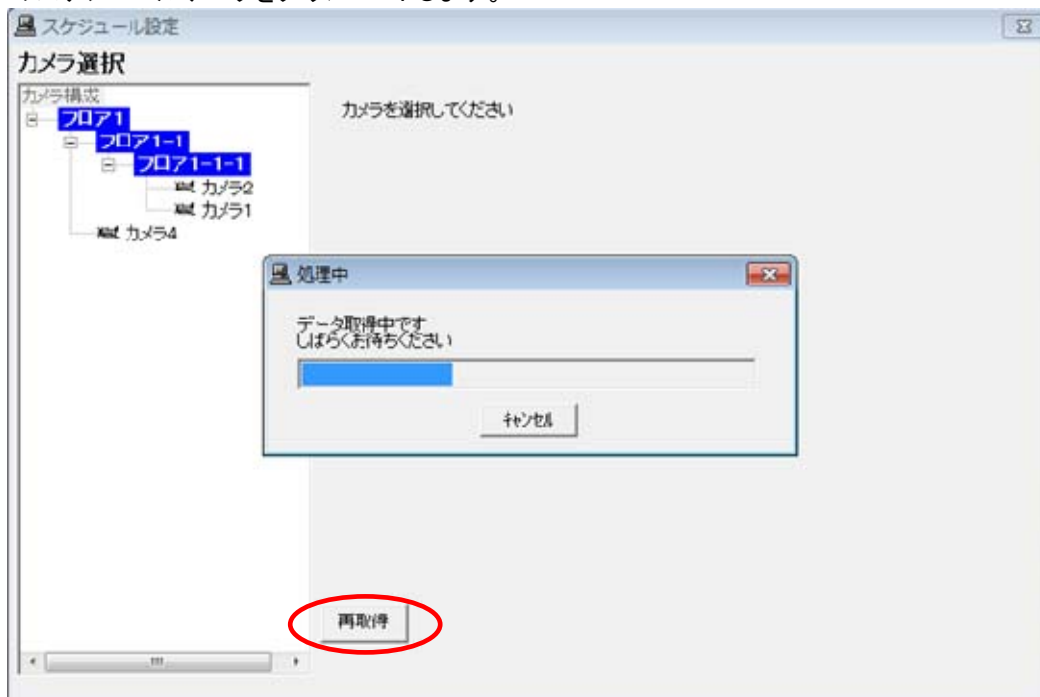 スケジュール設定
カメラ選択
カメラ構成
フロア1
フロア1-1
フロア1-1-1
カメラ2
カメラ1
カメラ4
カメラを選択してください
処理中
データ取得中です
しばらくお待ちください
キャンセル
再取得